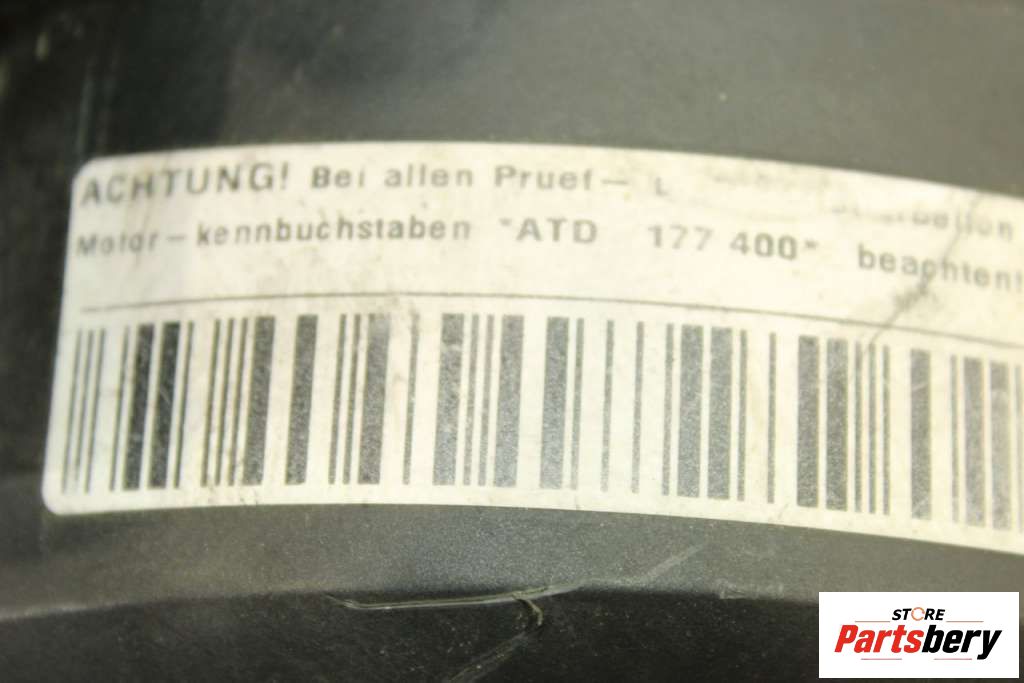 ACHTUNG! Bei allen Pruef-
Motor-kennbuchstaben "ATD 177 400" beachten!
STORE
Partsbery